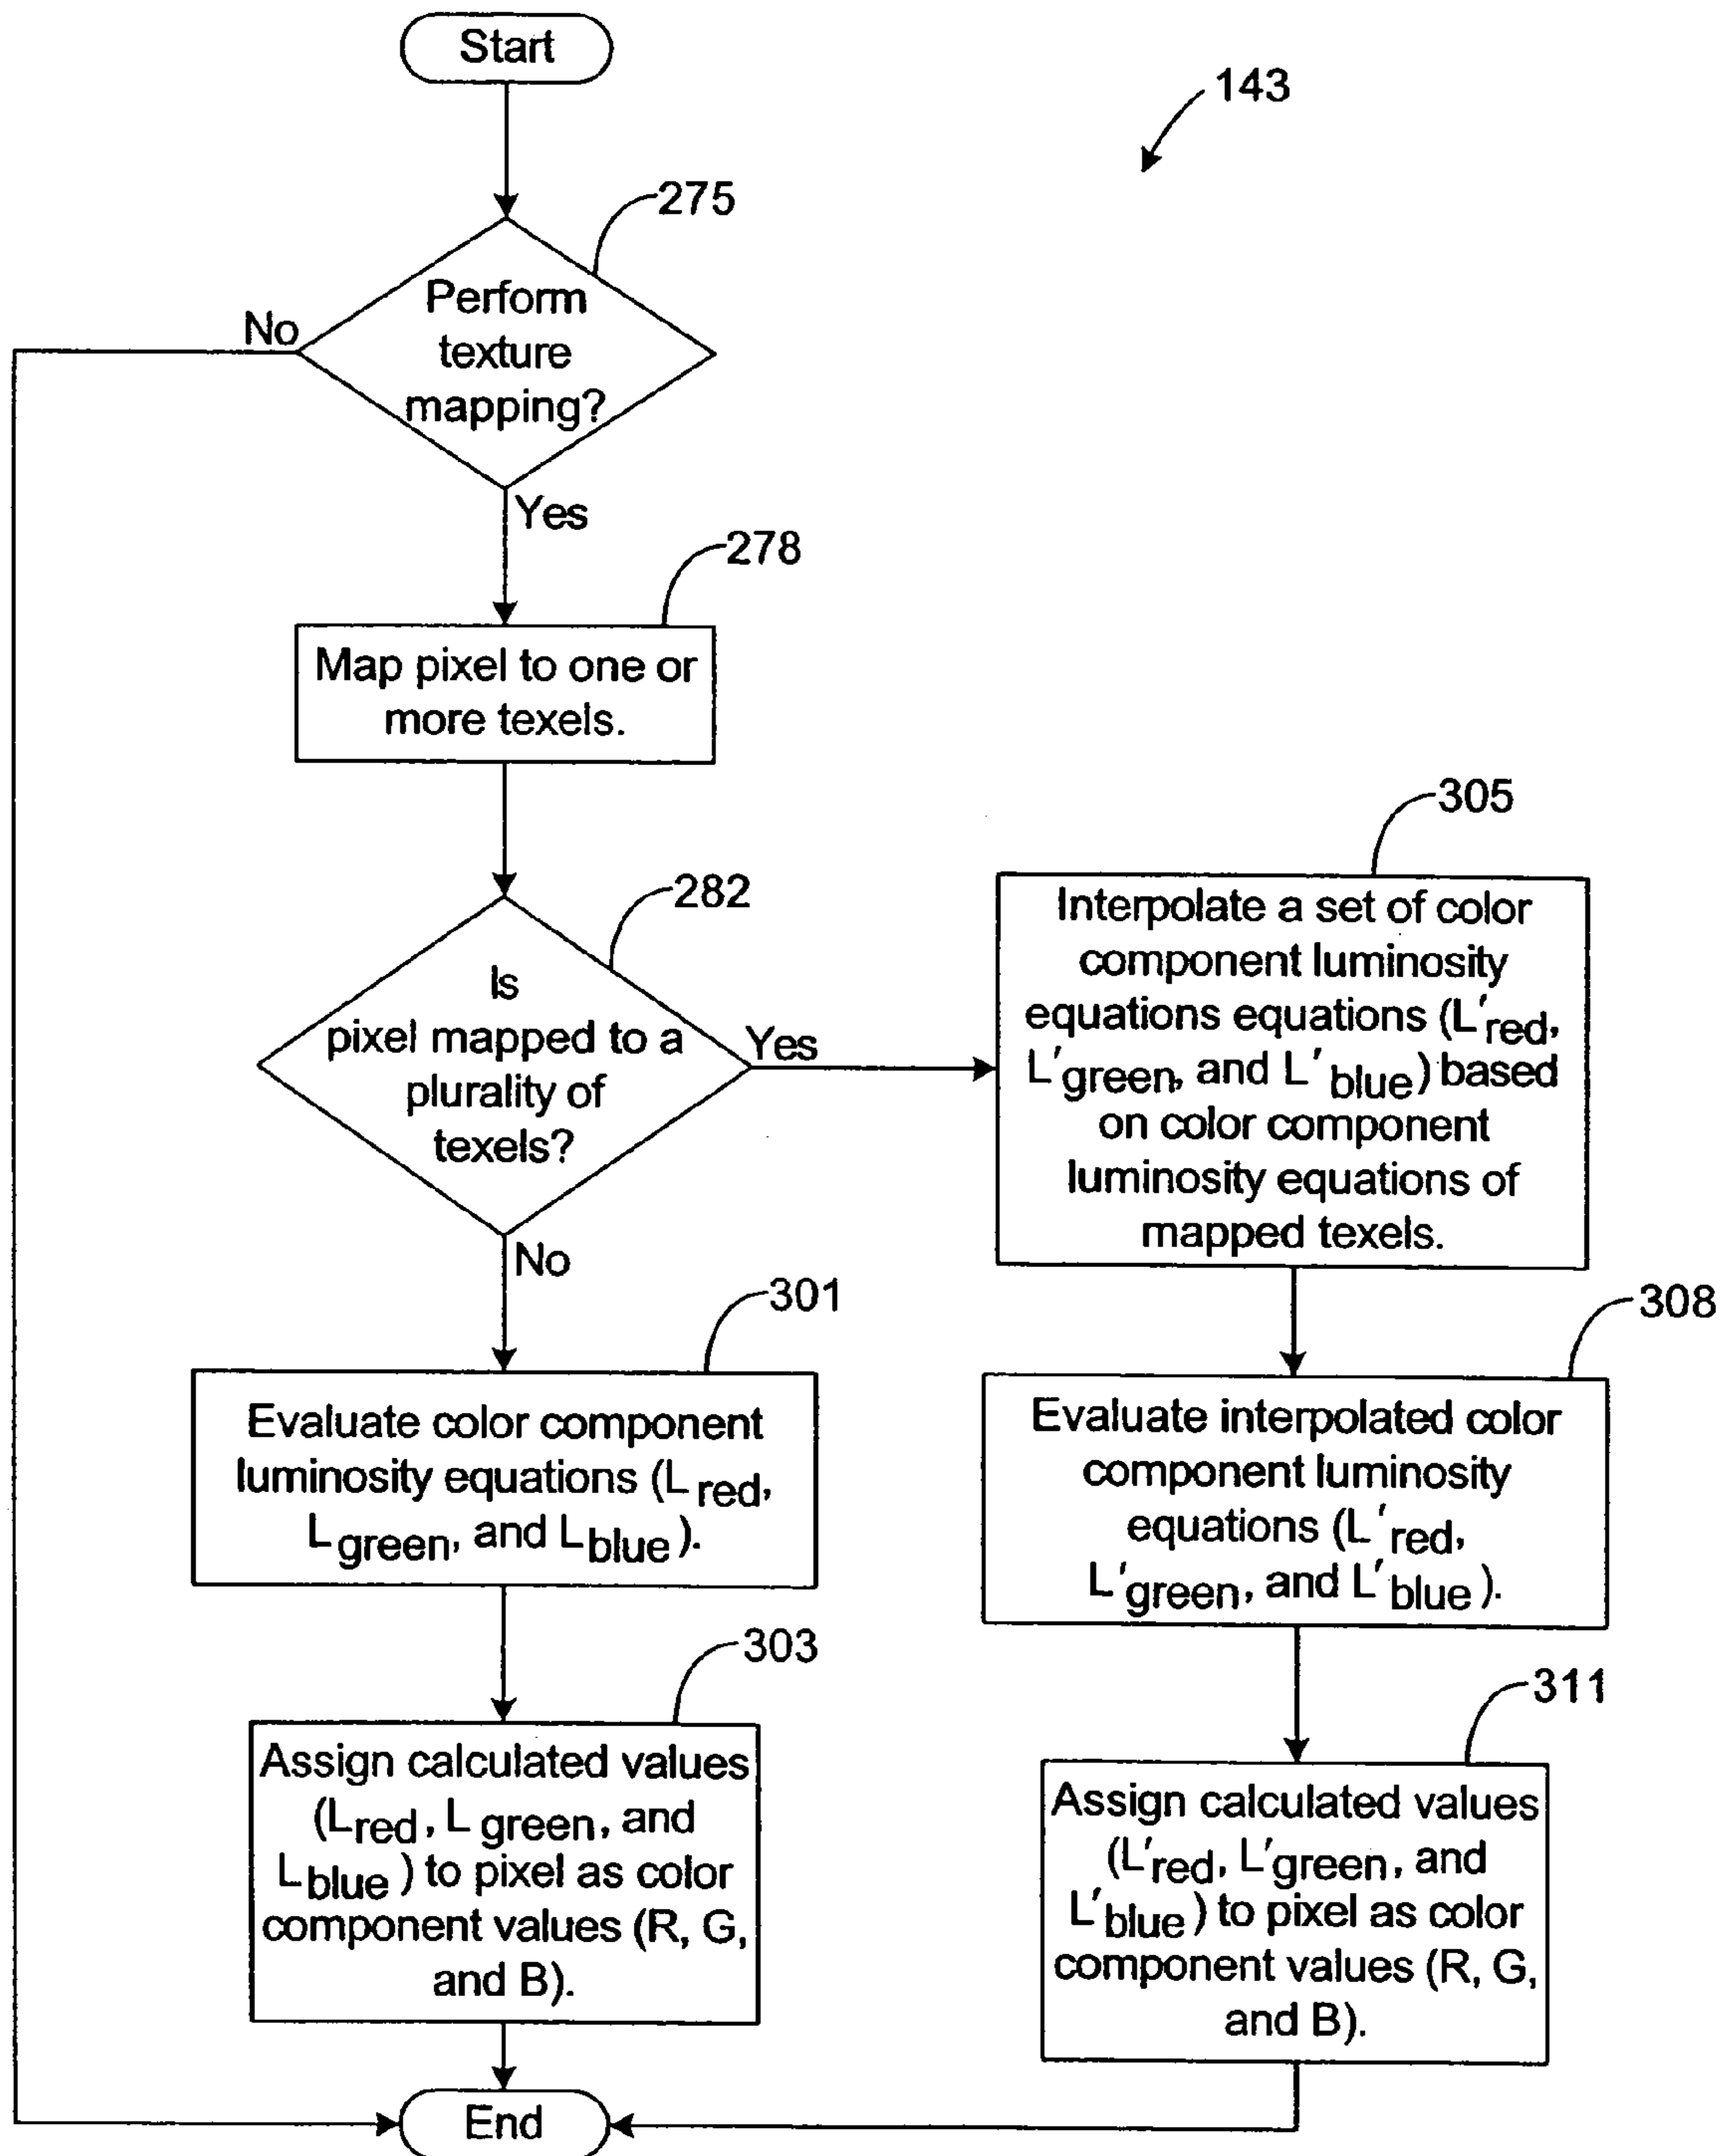 Start
143
275
Perform
texture
mapping?
No
Yes
278
Map pixel to one or
more texels.
282
Is
pixel mapped to a
plurality of
texels?
Yes
No
305
Interpolate a set of color
component luminosity
equations equations (L'red,
L'green, and L'blue) based
on color component
luminosity equations of
mapped texels.
301
Evaluate color component
luminosity equations (Lred,
Lgreen, and Lblue).
308
Evaluate interpolated color
component luminosity
equations (L'red,
L'green, and L'blue).
303
Assign calculated values
(Lred, Lgreen, and
Lblue) to pixel as color
component values (R, G,
and B).
311
Assign calculated values
(L'red, L'green, and
L'blue) to pixel as color
component values (R, G,
and B).
End